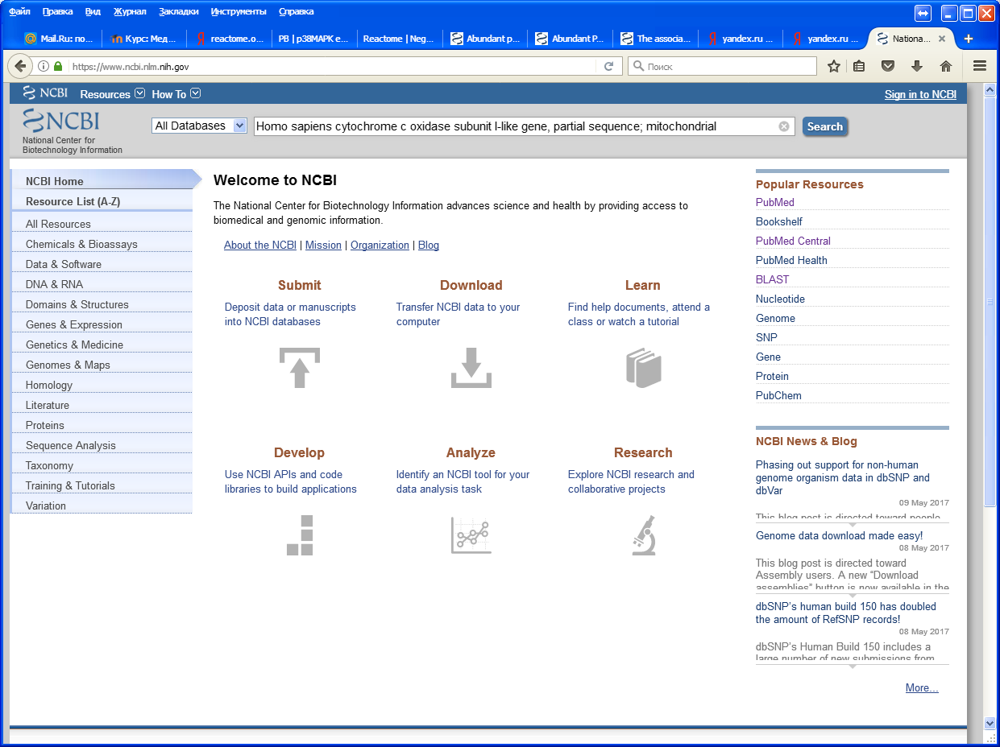 Файл Правка Вид Журнал Закладки Инструменты Справка
@ Mail.Ru: по... in Курс: Мед... Я reactome.o... PB | p38МАРК е... Reactome | Neg... Abundant p... Abundant P... The associa... Я yandex.ru ... Я yandex.ru ... Nationa...
https://www.ncbi.nlm.nih.gov Поиск
NCBI Resources How To Sign in to NCBI
NCBI
National Center for
Biotechnology Information
All Databases Homo sapiens cytochrome c oxidase subunit I-like gene, partial sequence; mitochondrial Search
NCBI Home
Resource List (A-Z)
All Resources
Chemicals & Bioassays
Data & Software
DNA & RNA
Domains & Structures
Genes & Expression
Genetics & Medicine
Genomes & Maps
Homology
Literature
Proteins
Sequence Analysis
Taxonomy
Training & Tutorials
Variation
Welcome to NCBI
The National Center for Biotechnology Information advances science and health by providing access to
biomedical and genomic information.
About the NCBI | Mission | Organization | Blog
Submit
Deposit data or manuscripts
into NCBI databases
Download
Transfer NCBI data to your
computer
Learn
Find help documents, attend a
class or watch a tutorial
Develop
Use NCBI APIs and code
libraries to build applications
Analyze
Identify an NCBI tool for your
data analysis task
Research
Explore NCBI research and
collaborative projects
Popular Resources
PubMed
Bookshelf
PubMed Central
PubMed Health
BLAST
Nucleotide
Genome
SNP
Gene
Protein
PubChem
NCBI News & Blog
Phasing out support for non-human
genome organism data in dbSNP and
dbVar
09 May 2017
This blog post is directed toward people
Genome data download made easy!
08 May 2017
This blog post is directed toward
Assembly users. A new “Download
assemblies” button is now available in the
dbSNP’s human build 150 has doubled
the amount of RefSNP records!
08 May 2017
dbSNP’s Human Build 150 includes a
large number of new submissions from
More...